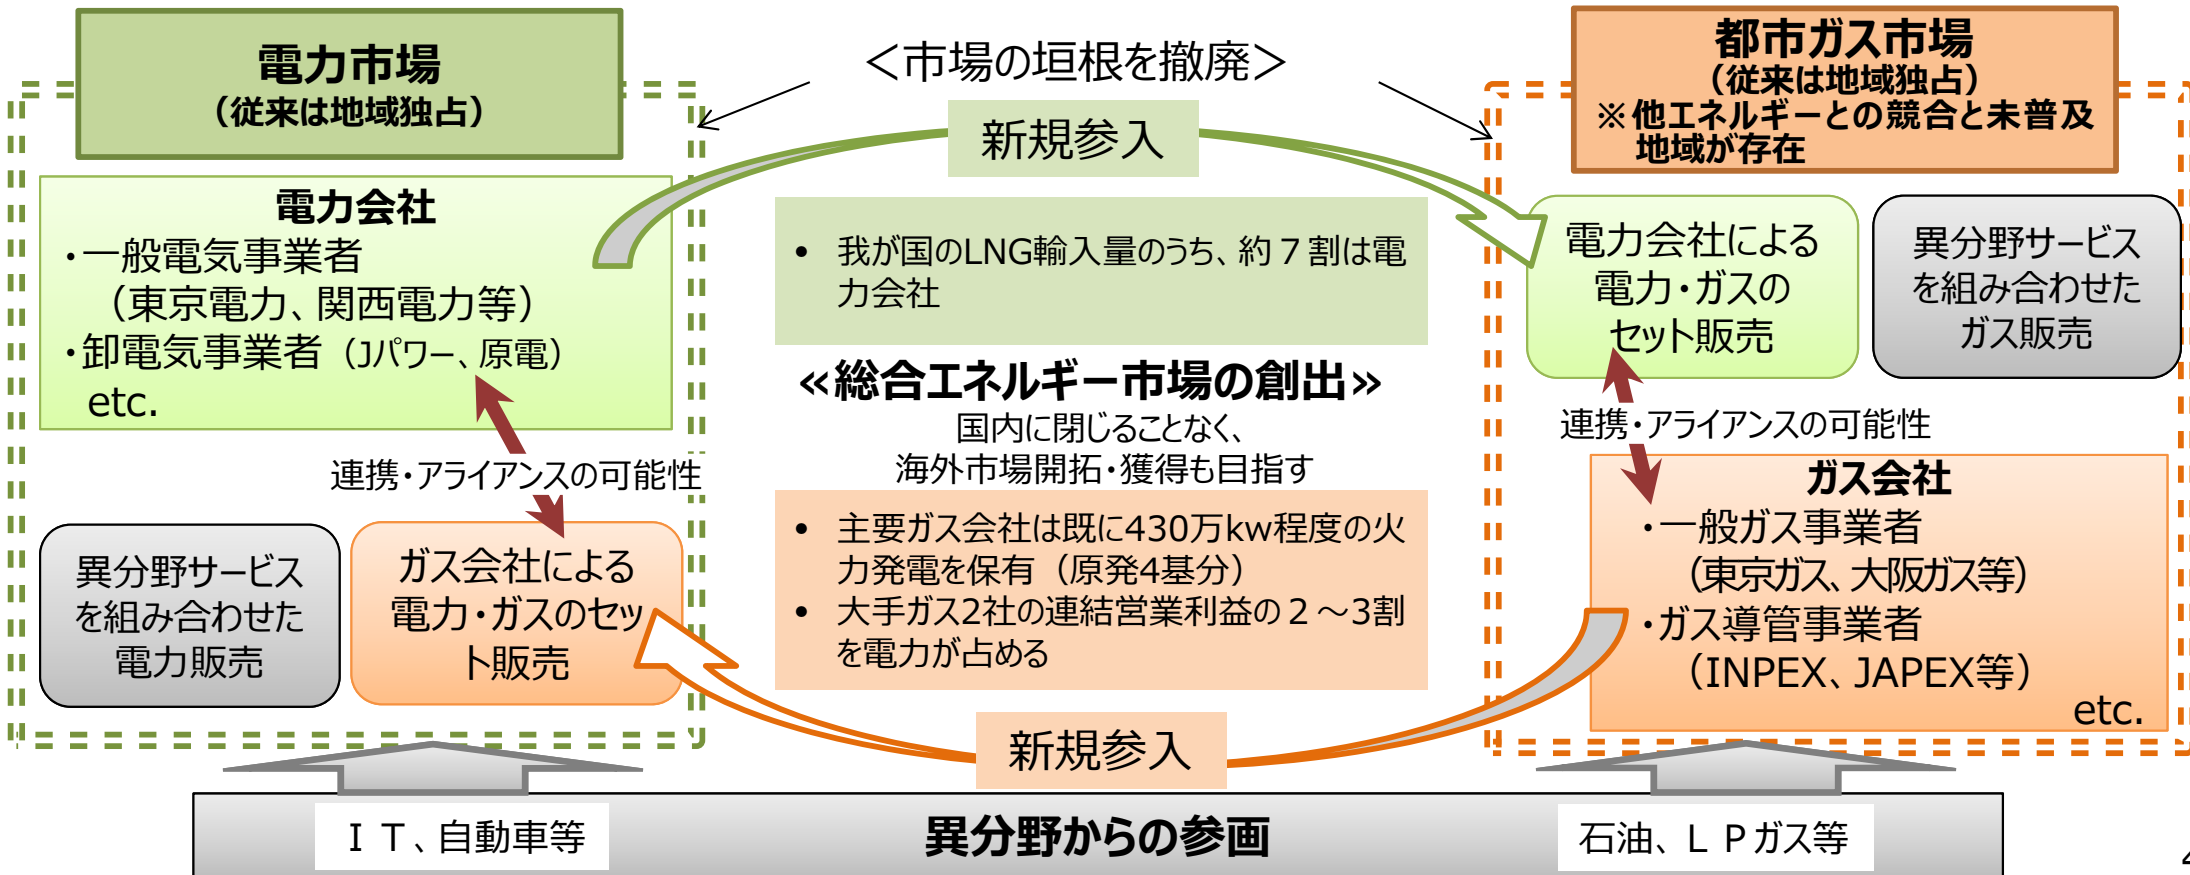 電力市場
（従来は地域独占）
＜市場の垣根を撤廃＞
都市ガス市場
（従来は地域独占）
※他エネルギーとの競合と未普及
地域が存在
新規参入
電力会社
・一般電気事業者
（東京電力、関西電力等）
・卸電気事業者（Jパワー、原電）
etc.
• 我が国のLNG輸入量のうち、約７割は電
力会社
電力会社による
電力・ガスの
セット販売
異分野サービス
を組み合わせた
ガス販売
≪総合エネルギー市場の創出≫
国内に閉じることなく、
海外市場開拓・獲得も目指す
連携・アライアンスの可能性
連携・アライアンスの可能性
異分野サービス
を組み合わせた
電力販売
ガス会社による
電力・ガスのセッ
ト販売
• 主要ガス会社は既に430万kw程度の火
力発電を保有（原発4基分）
• 大手ガス2社の連結営業利益の２～3割
を電力が占める
ガス会社
・一般ガス事業者
（東京ガス、大阪ガス等）
・ガス導管事業者
（INPEX、JAPEX等）
etc.
新規参入
ＩＴ、自動車等
異分野からの参画
石油、ＬＰガス等